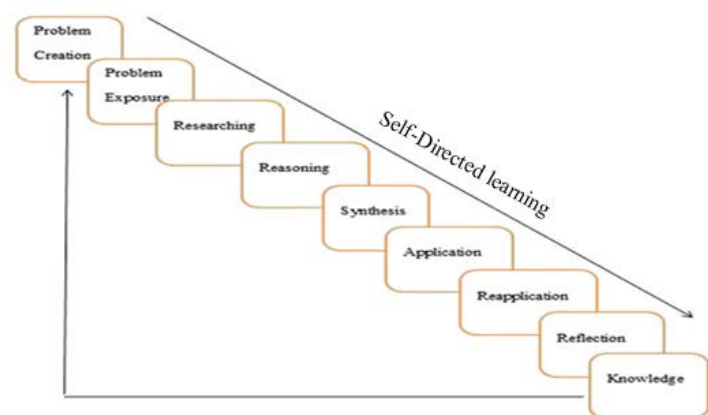 Problem
Creation
Problem
Exposure
Researching
Reasoning
Synthesis
Application
Reapplication
Reflection
Knowledge
Self-Directed learning